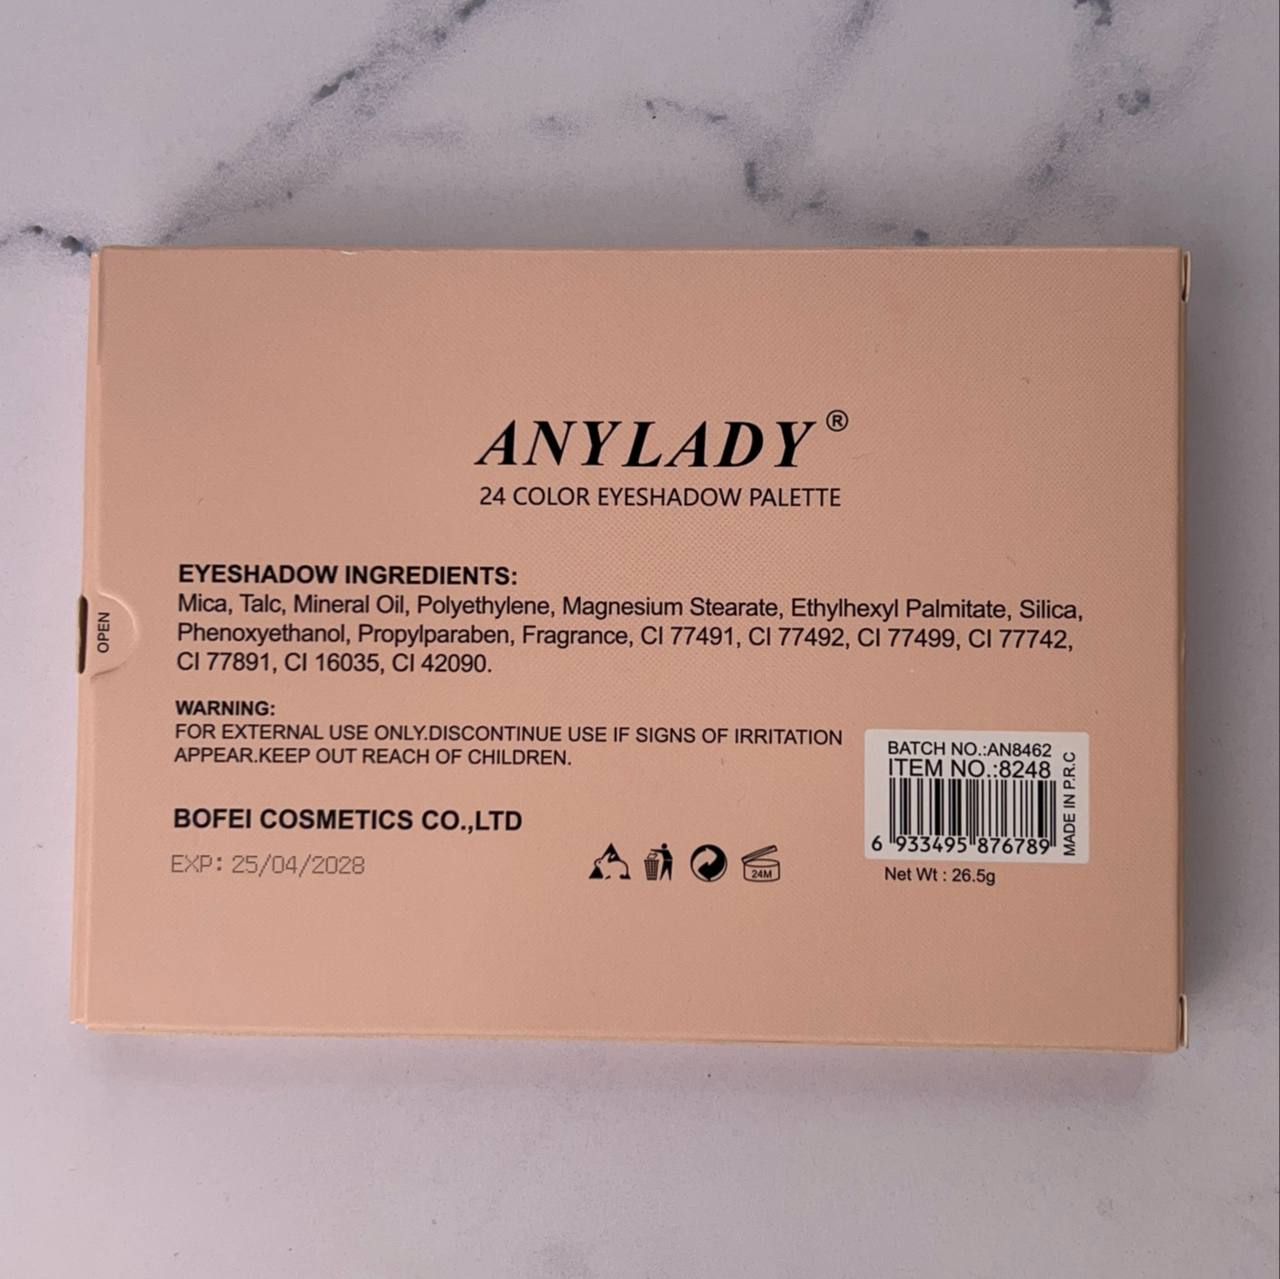 ANYLADY®
24 COLOR EYESHADOW PALETTE
EYESHADOW INGREDIENTS:
Mica, Talc, Mineral Oil, Polyethylene, Magnesium Stearate, Ethylhexyl Palmitate, Silica,
Phenoxyethanol, Propylparaben, Fragrance, CI 77491, CI 77492, CI 77499, CI 77742,
CI 77891, CI 16035, CI 42090.
OPEN
WARNING:
FOR EXTERNAL USE ONLY.DISCONTINUE USE IF SIGNS OF IRRITATION
APPEAR.KEEP OUT REACH OF CHILDREN.
BOFEI COSMETICS CO.,LTD
EXP: 25/04/2028
24M
BATCH NO.:AN8462
ITEM NO.:8248
6 933495 876789
MADE IN P.R.C
Net Wt : 26.5g